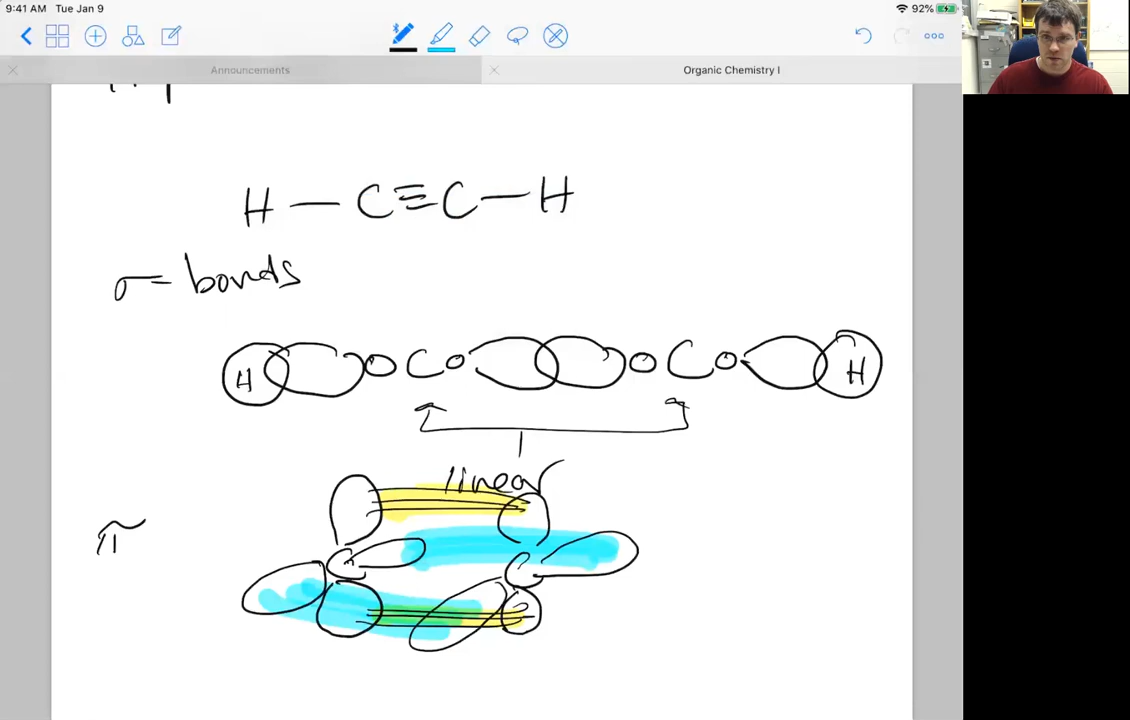 9:41 AM Tue Jan 9
92%
Announcements
Organic Chemistry I
H — C≡C — H
σ- bonds
H C C H
linear
π
C C